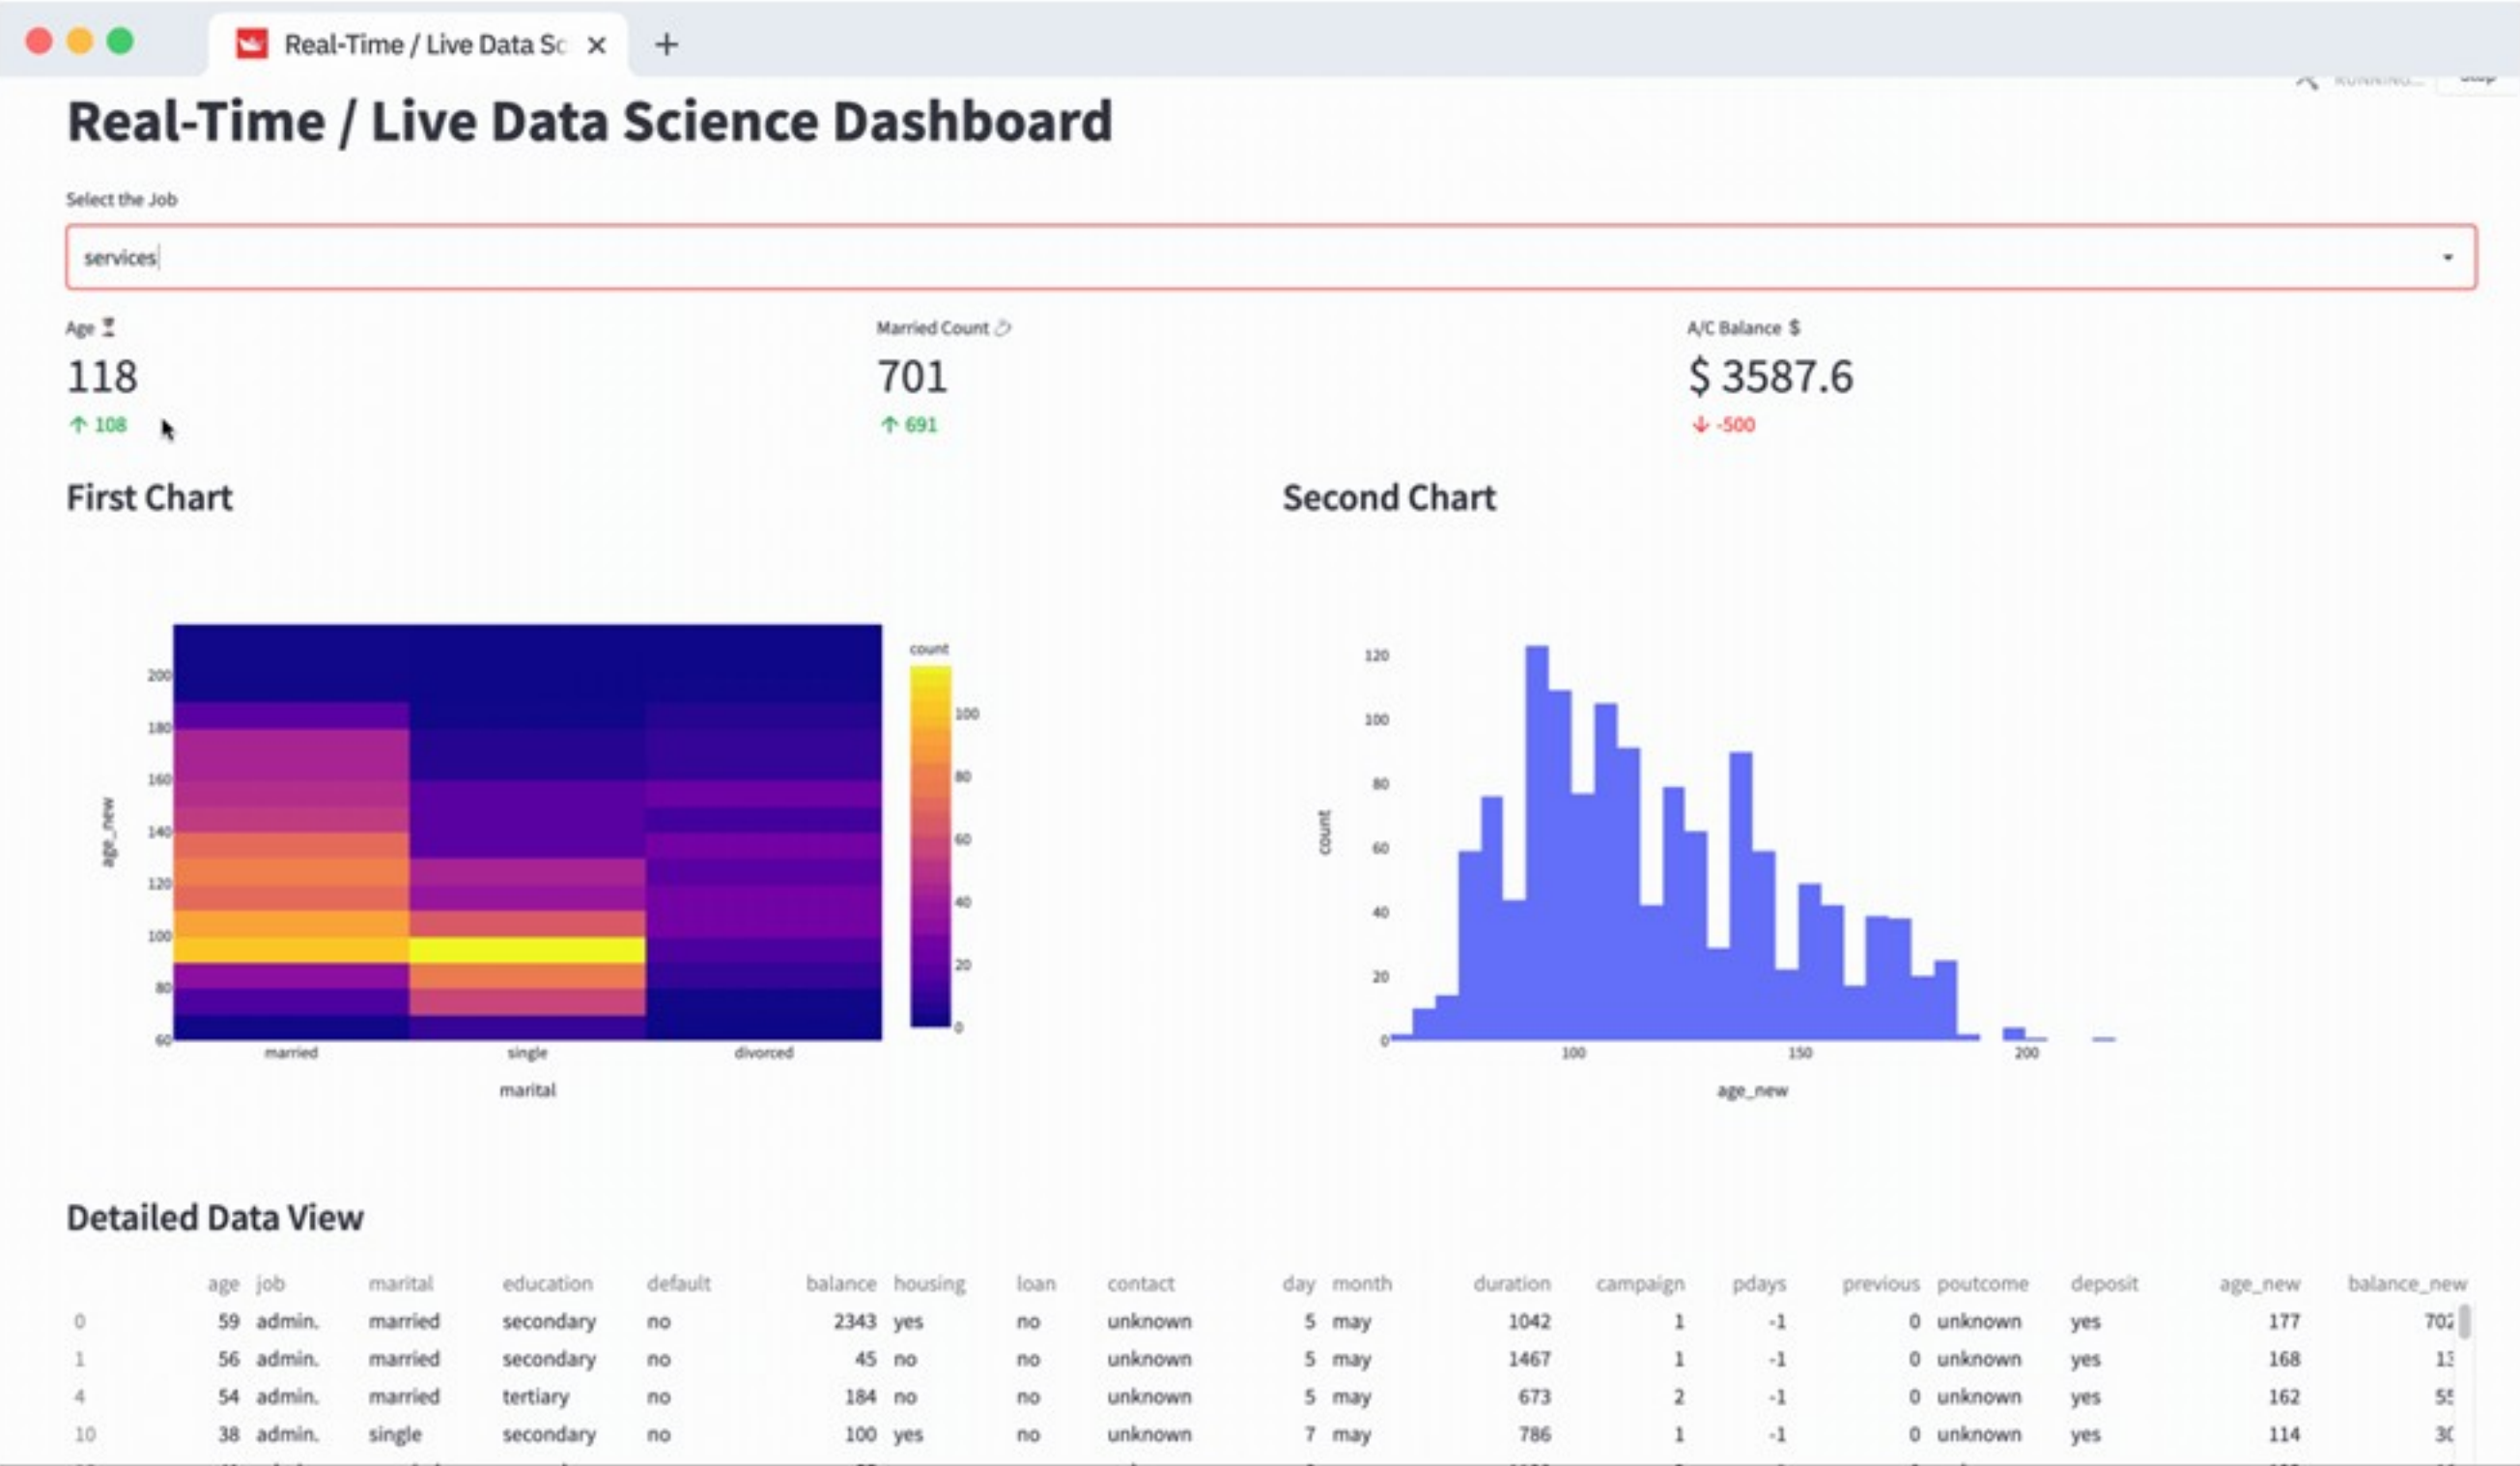 Real-Time / Live Data Sc
RUNNING... Stop
Real-Time / Live Data Science Dashboard
Select the Job
services
Age
118
108
Married Count
701
691
A/C Balance $
$ 3587.6
-500
First Chart
count
200
180
160
140
120
100
80
60
age_new
married single divorced
marital
100
80
60
40
20
0
Second Chart
120
100
80
60
40
20
0
count
100 150 200
age_new
Detailed Data View
age job marital education default balance housing loan contact day month duration campaign pdays previous poutcome deposit age_new balance_new
0 59 admin. married secondary no 2343 yes no unknown 5 may 1042 1 -1 0 unknown yes 177
1 56 admin. married secondary no 45 no no unknown 5 may 1467 1 -1 0 unknown yes 168
4 54 admin. married tertiary no 184 no no unknown 5 may 673 2 -1 0 unknown yes 162
10 38 admin. single secondary no 100 yes no unknown 7 may 786 1 -1 0 unknown yes 114